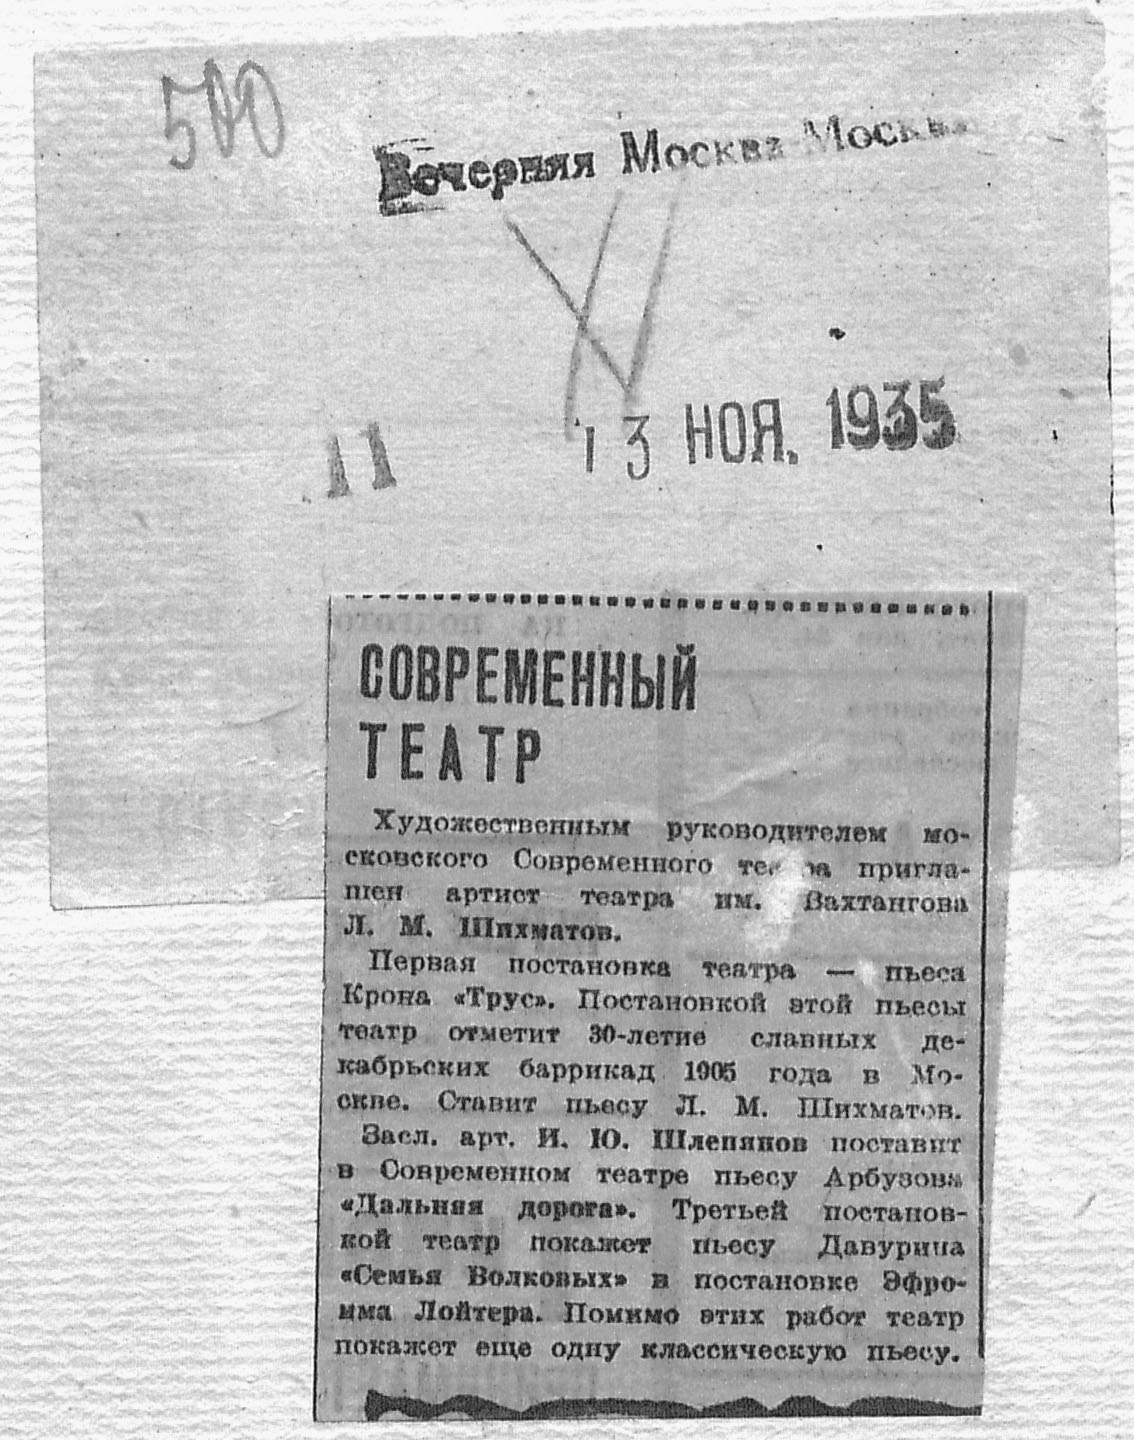 500
Вечерняя Москва-Москва
11 13 НОЯ. 1935
СОВРЕМЕННЫЙ
ТЕАТР
Художественным руководителем мо-
сковского Современного театра пригла-
шен артист театра им. Вахтангова
Л. М. Шихматов.
Первая постановка театра — пьеса
Крона «Трус». Постановкой этой пьесы
театр отметит 30-летие славных де-
кабрьских баррикад 1905 года в Мо-
скве. Ставит пьесу Л. М. Шихматов.
Засл. арт. И. Ю. Шлепянов поставит
в Современном театре пьесу Арбузова
«Дальняя дорога». Третьей постанов-
кой театр покажет пьесу Давурина
«Семья Волковых» в постановке Эфро-
има Лойтера. Помимо этих работ театр
покажет еще одну классическую пьесу.